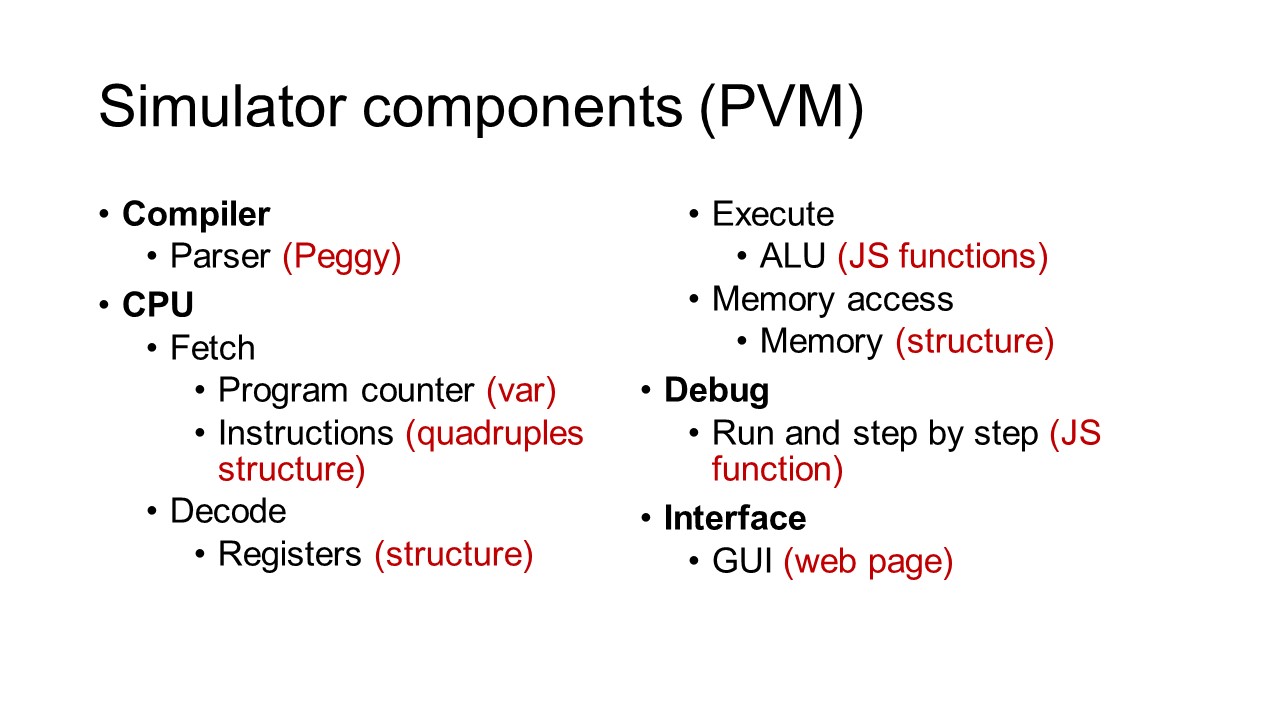 Simulator components (PVM)
• Compiler
• Parser (Peggy)
• CPU
• Fetch
• Program counter (var)
• Instructions (quadruples
structure)
• Decode
• Registers (structure)
• Execute
• ALU (JS functions)
• Memory access
• Memory (structure)
• Debug
• Run and step by step (JS
function)
• Interface
• GUI (web page)